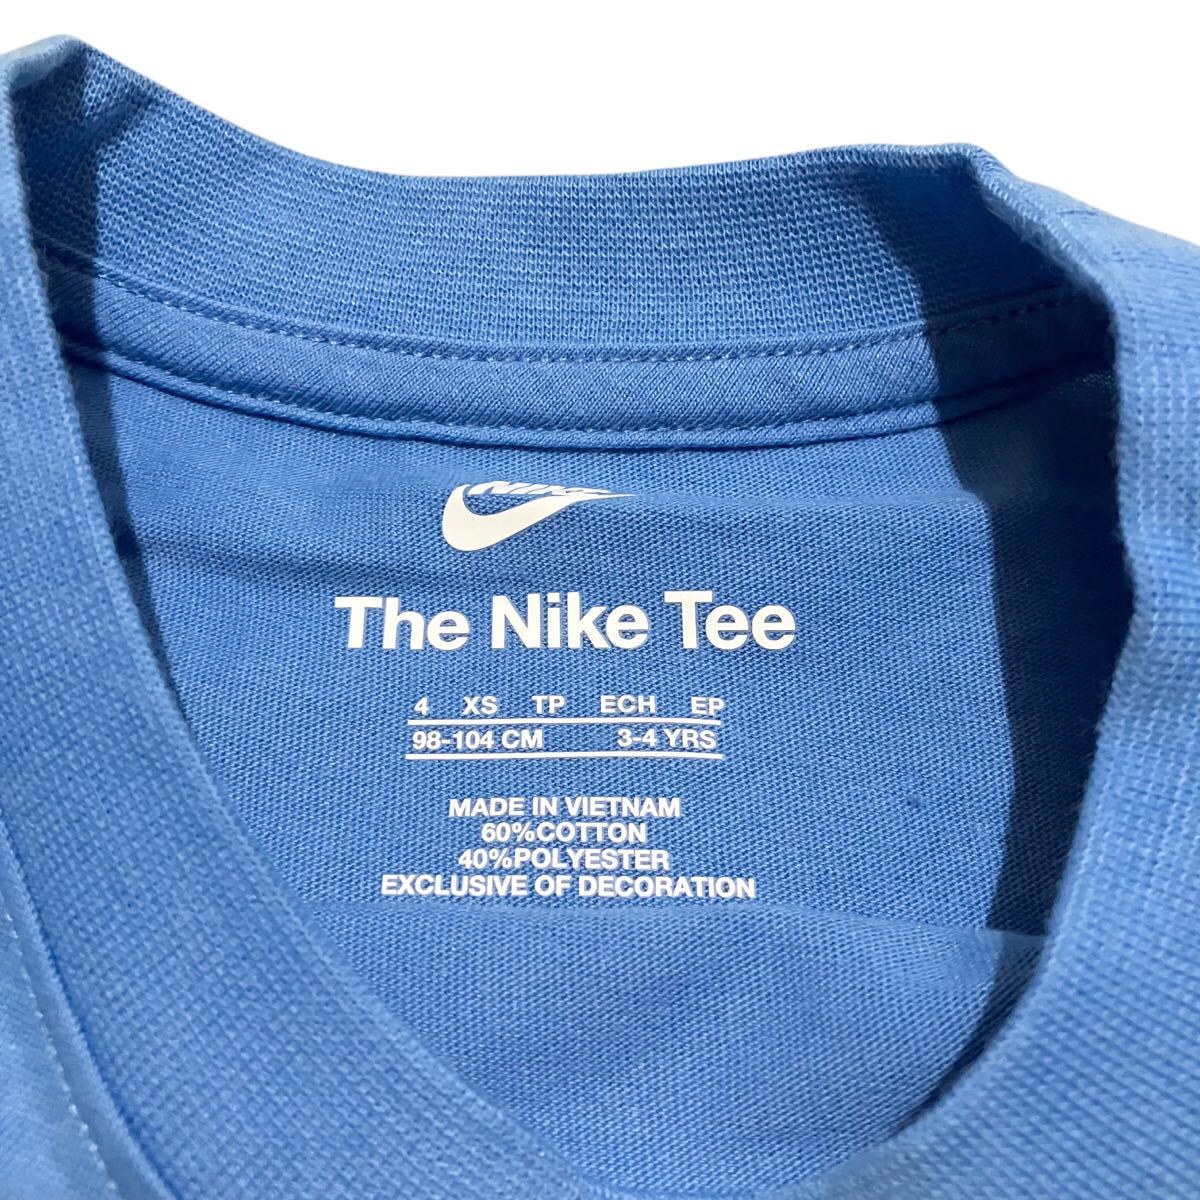 NIKE
The Nike Tee
4 XS TP ECH EP
98-104 CM 3-4 YRS
MADE IN VIETNAM
60%COTTON
40%POLYESTER
EXCLUSIVE OF DECORATION